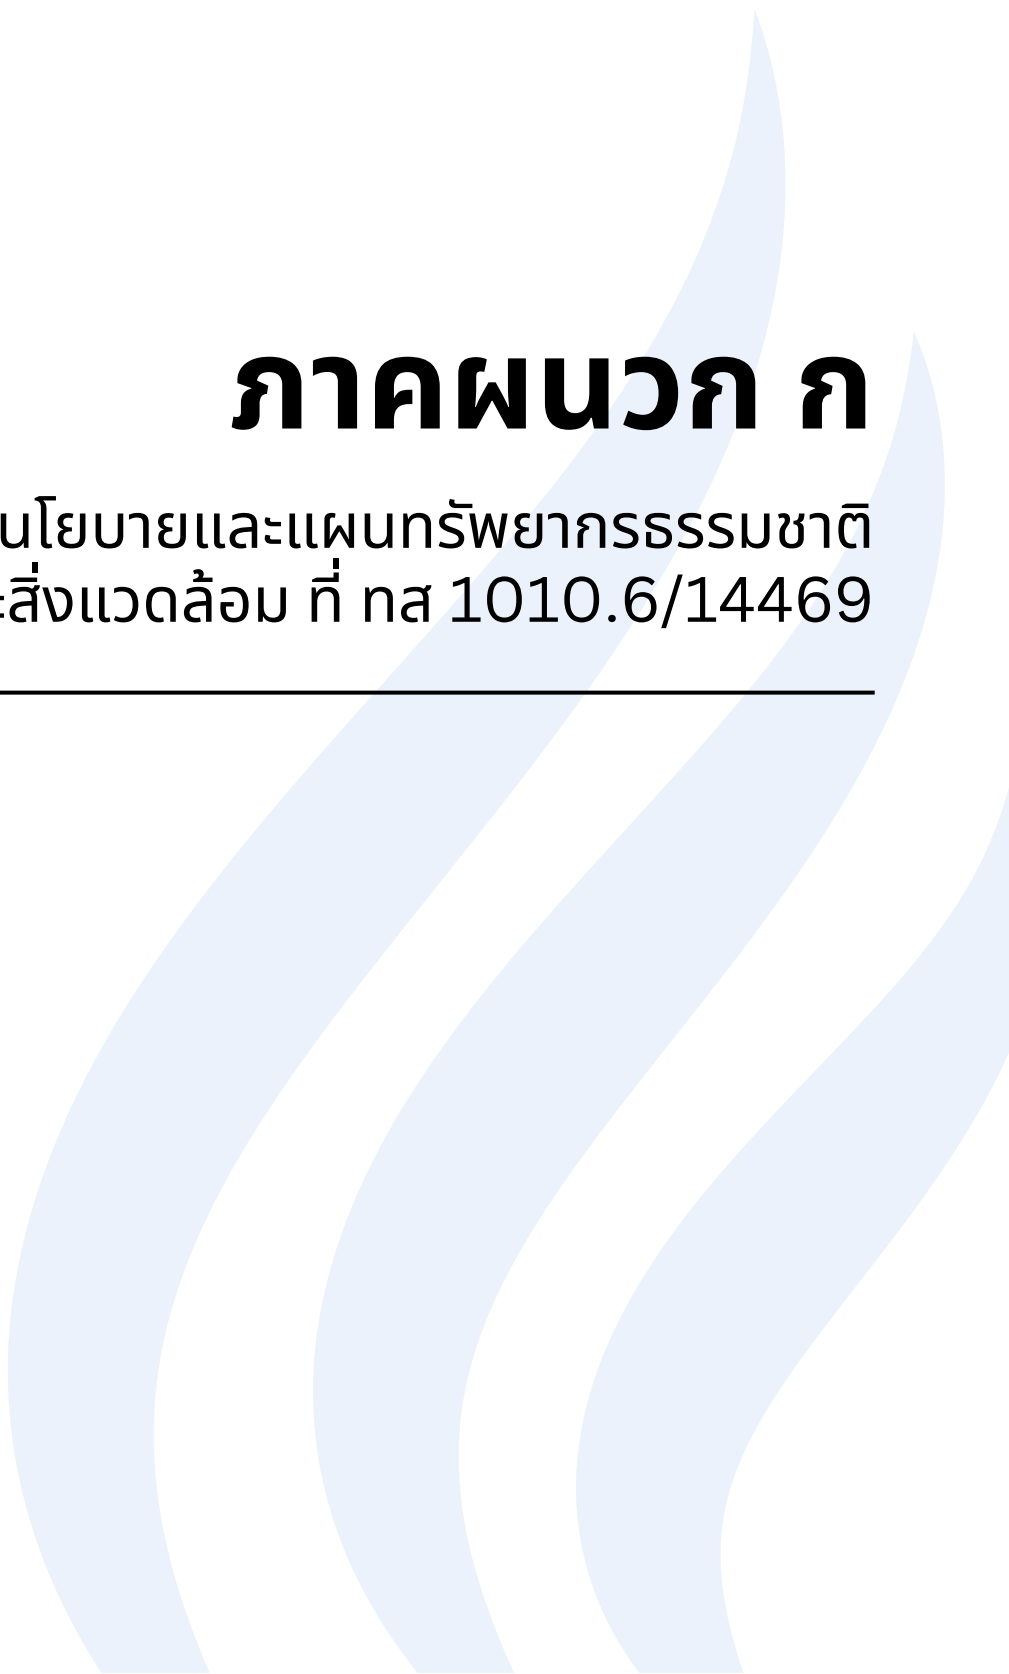 ภาคผนวก ก
นโยบายและแผนทรัพยากรธรรมชาติ
สิ่งแวดล้อม ที่ ทส 1010.6/14469